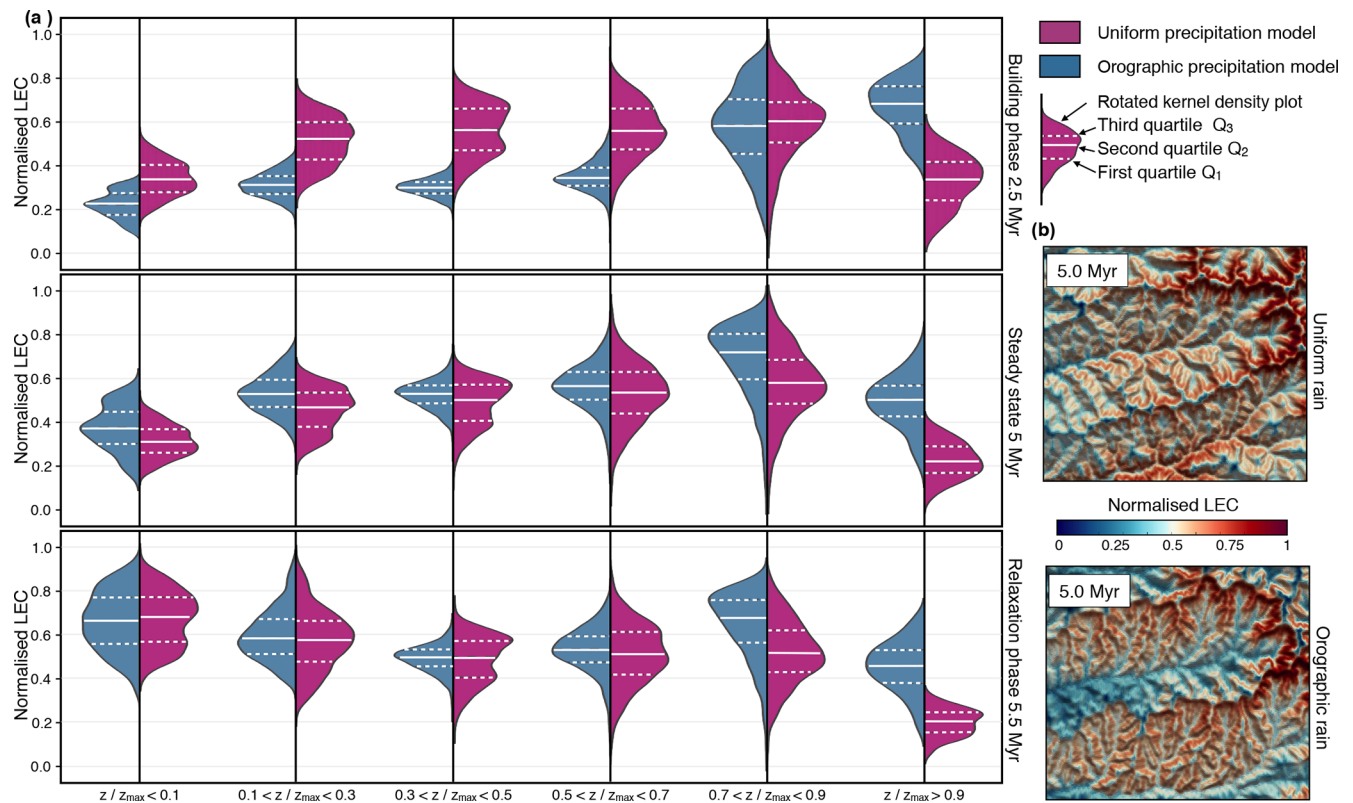 (a )
Normalised LEC
1.0
0.8
0.6
0.4
0.2
0.0
Building phase 2.5 Myr
Normalised LEC
1.0
0.8
0.6
0.4
0.2
0.0
Steady state 5 Myr
Normalised LEC
1.0
0.8
0.6
0.4
0.2
0.0
Relaxation phase 5.5 Myr
z / zmax < 0.1
0.1 < z / zmax < 0.3
0.3 < z / zmax < 0.5
0.5 < z / zmax < 0.7
0.7 < z / zmax < 0.9
z / zmax > 0.9
Uniform precipitation model
Orographic precipitation model
Rotated kernel density plot
Third quartile Q3
Second quartile Q2
First quartile Q1
(b)
5.0 Myr
Uniform rain
Normalised LEC
0 0.25 0.5 0.75 1
5.0 Myr
Orographic rain